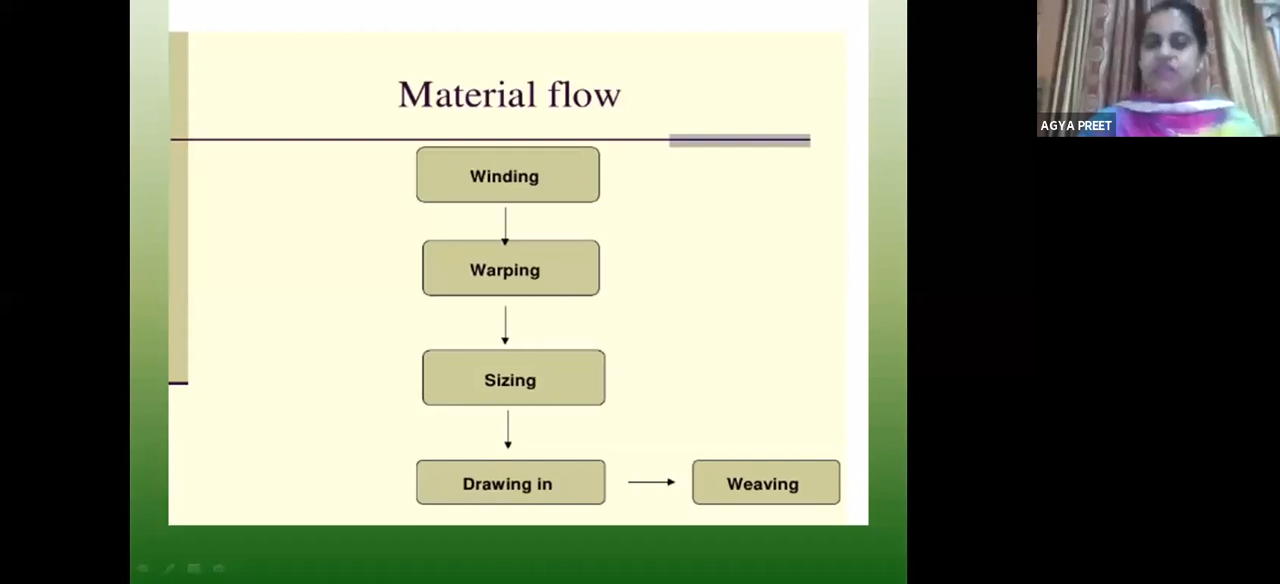 Material flow
Winding
Warping
Sizing
Drawing in
Weaving
AGYA PREET